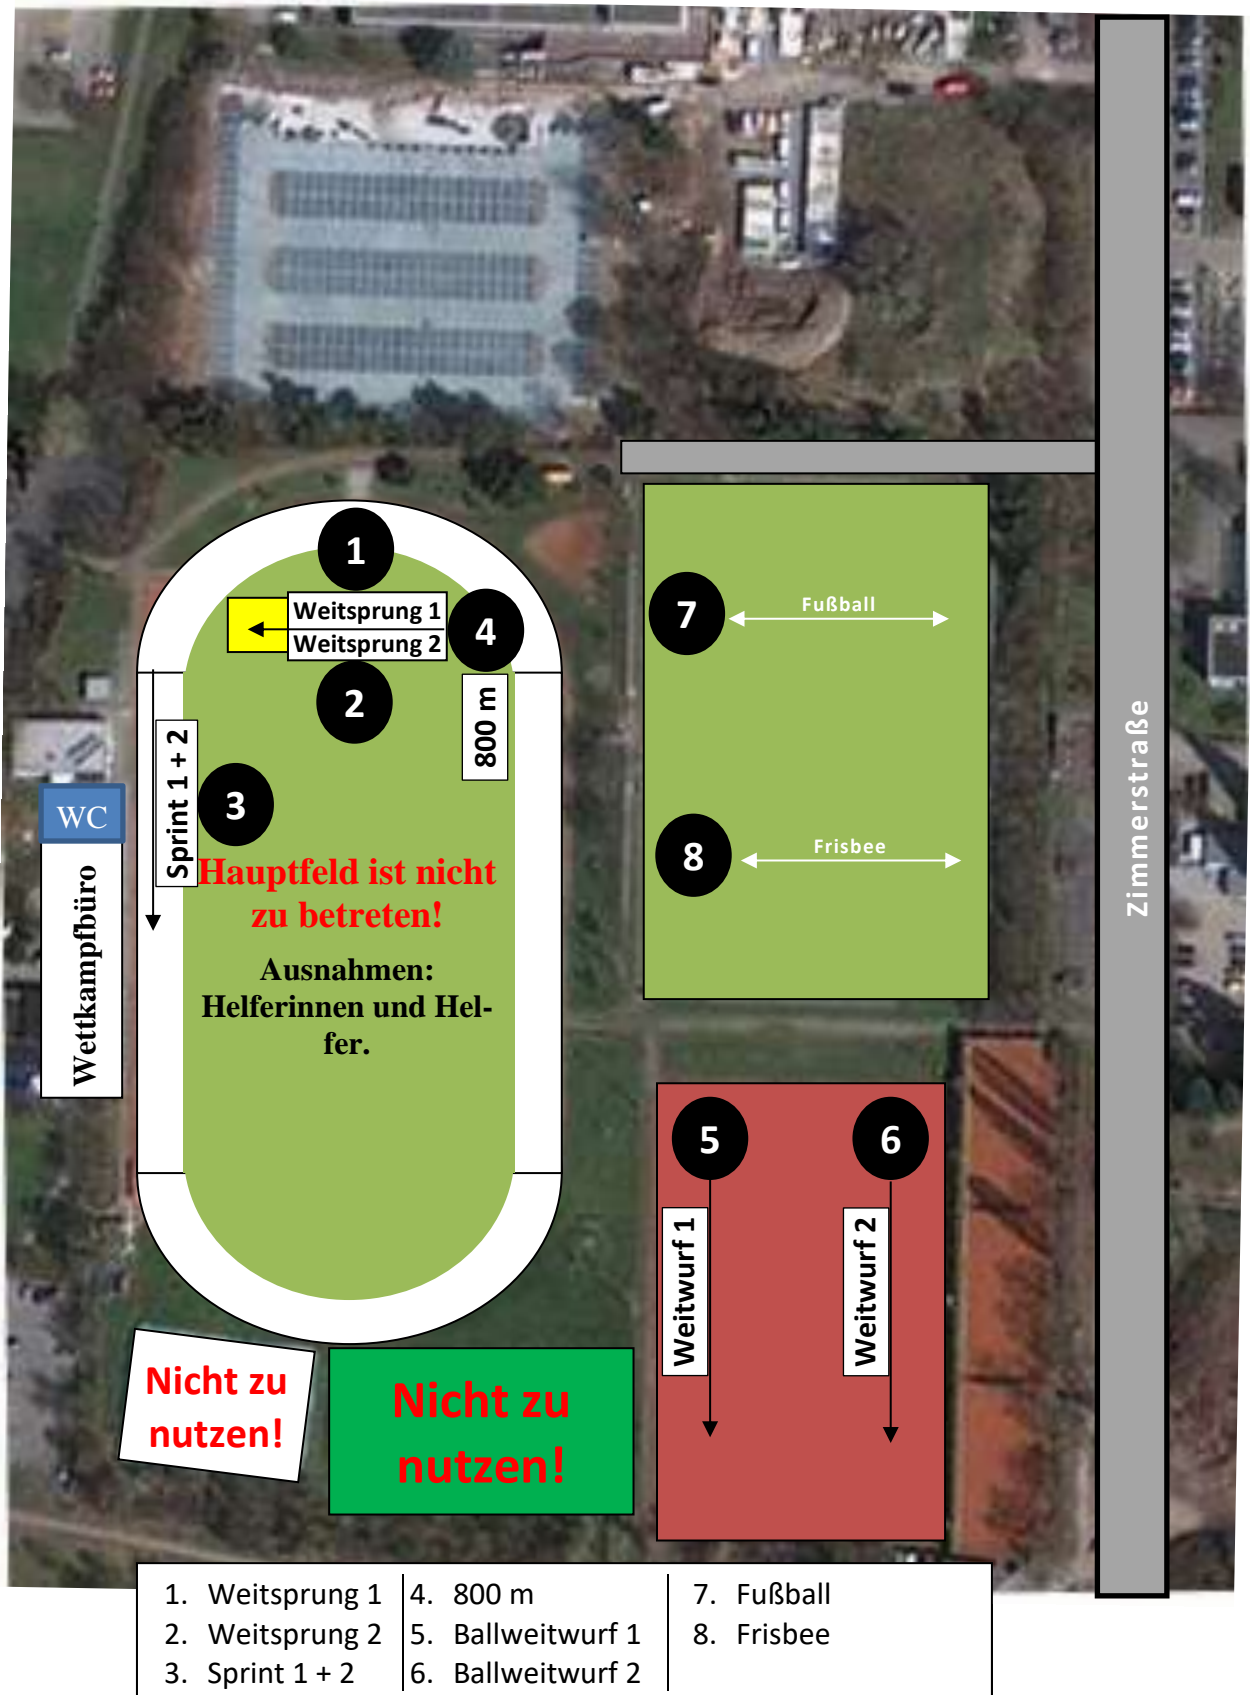 1
Weitsprung 1
Weitsprung 2
4
2
800 m
Sprint 1 + 2
3
WC
Wettkampfbüro
Hauptfeld ist nicht
zu betreten!
Ausnahmen:
Helferinnen und Hel-
fer.
7
Fußball
8
Frisbee
Zimmerstraße
5
6
Weitwurf 1
Weitwurf 2
Nicht zu
nutzen!
Nicht zu
nutzen!
1. Weitsprung 1
2. Weitsprung 2
3. Sprint 1 + 2
4. 800 m
5. Ballweitwurf 1
6. Ballweitwurf 2
7. Fußball
8. Frisbee